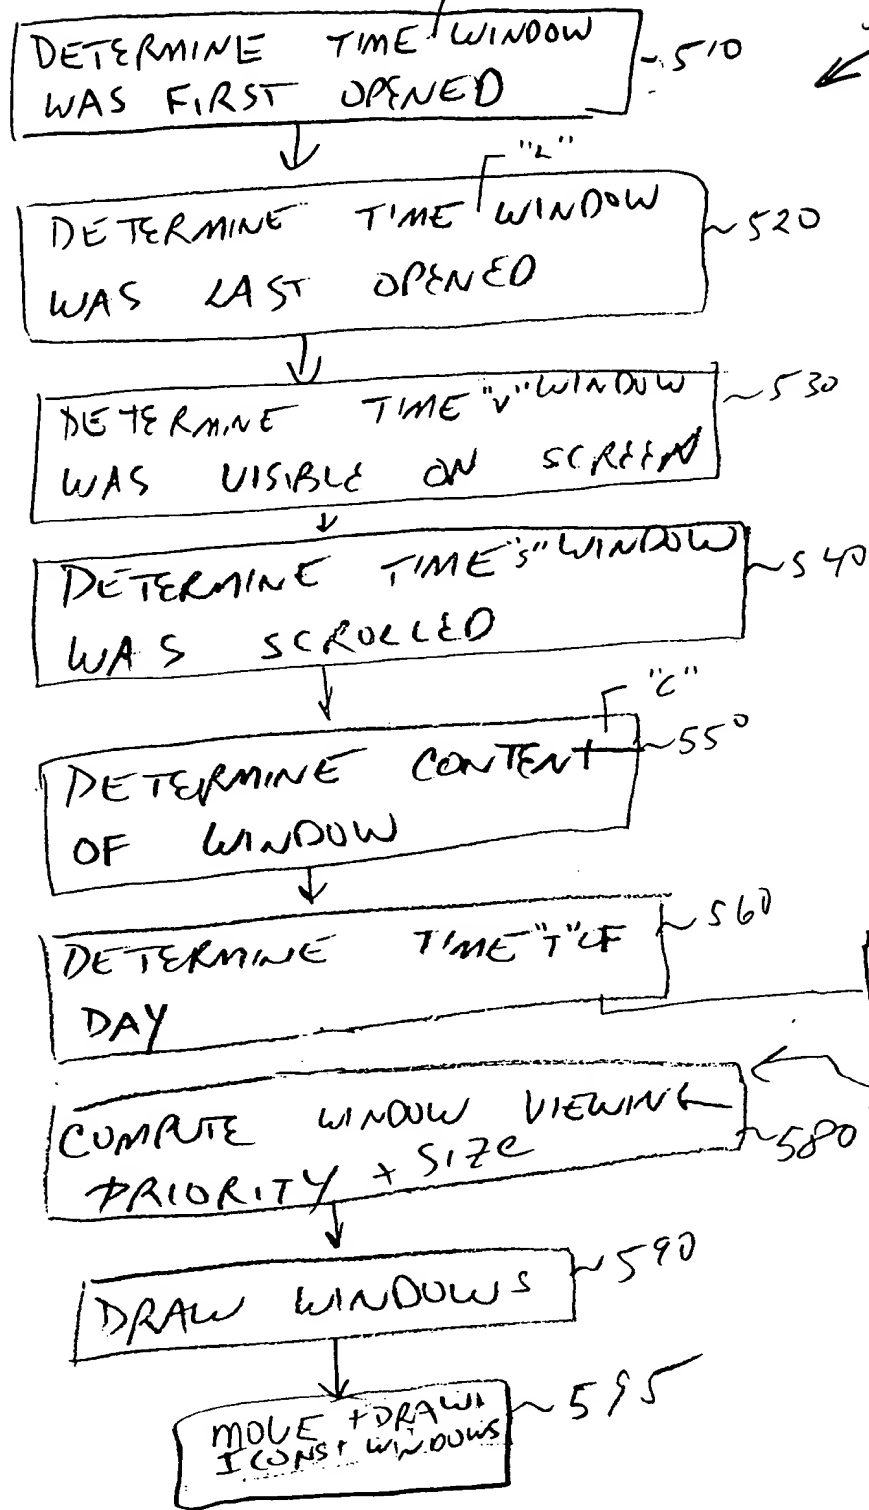 DETERMINE TIME WINDOW
WAS FIRST OPENED
510
"L"
DETERMINE TIME WINDOW
WAS LAST OPENED
520
DETERMINE TIME "V" WINDOW
WAS VISIBLE ON SCREEN
530
DETERMINE TIME "S" WINDOW
WAS SCROLLED
540
"C"
DETERMINE CONTENT
OF WINDOW
550
DETERMINE TIME "T" OF
DAY
560
COMPUTE WINDOW VIEWING
PRIORITY + SIZE
580
DRAW WINDOWS
590
MOVE + DRAW
ICONS + WINDOWS
595